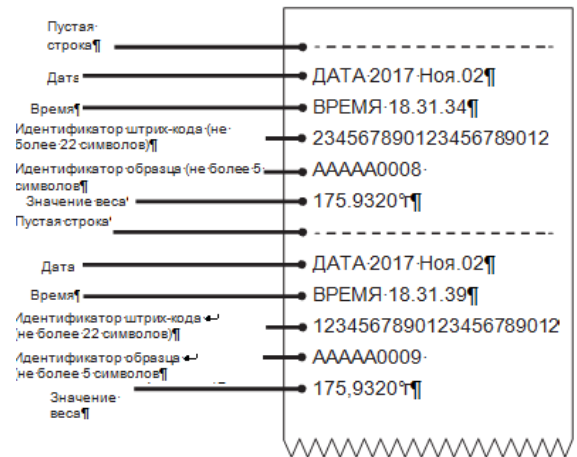 Пустая
строка¶
Дата
ДАТА 2017 Ноя.02¶
Время¶
ВРЕМЯ 18.31.34¶
Идентификатор штрих-кода (не
более 22 символов)¶
234567890123456789012
Идентификатор образца (не более 5
символов¶
AAAAA0008
Значение веса
175.9320°г¶
Пустая строка
Дата
ДАТА 2017 Ноя.02¶
Время¶
ВРЕМЯ 18.31.39¶
Идентификатор штрих-кода ↵
(не более 22 символов)¶
1234567890123456789012
Идентификатор образца ↵
(не более 5 символов¶
AAAAA0009
Значение
веса¶
175,9320°г¶